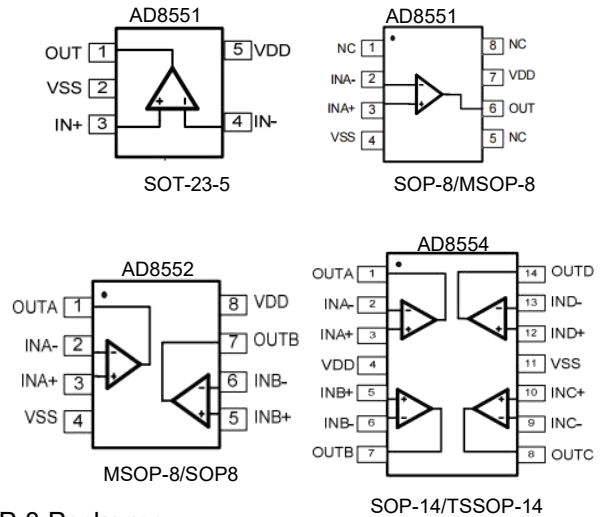 AD8551
OUT 1 5 VDD
VSS 2
IN+ 3 4 IN-
+ -
SOT-23-5
AD8551
NC 1 8 NC
INA- 2 - 7 VDD
INA+ 3 + 6 OUT
VSS 4 5 NC
SOP-8/MSOP-8
AD8552
OUTA 1 8 VDD
INA- 2 - 7 OUTB
INA+ 3 + - 6 INB-
VSS 4 + 5 INB+
MSOP-8/SOP8
AD8554
OUTA 1 14 OUTD
INA- 2 - - 13 IND-
INA+ 3 + + 12 IND+
VDD 4 11 VSS
INB+ 5 + + 10 INC+
INB- 6 - - 9 INC-
OUTB 7 8 OUTC
SOP-14/TSSOP-14